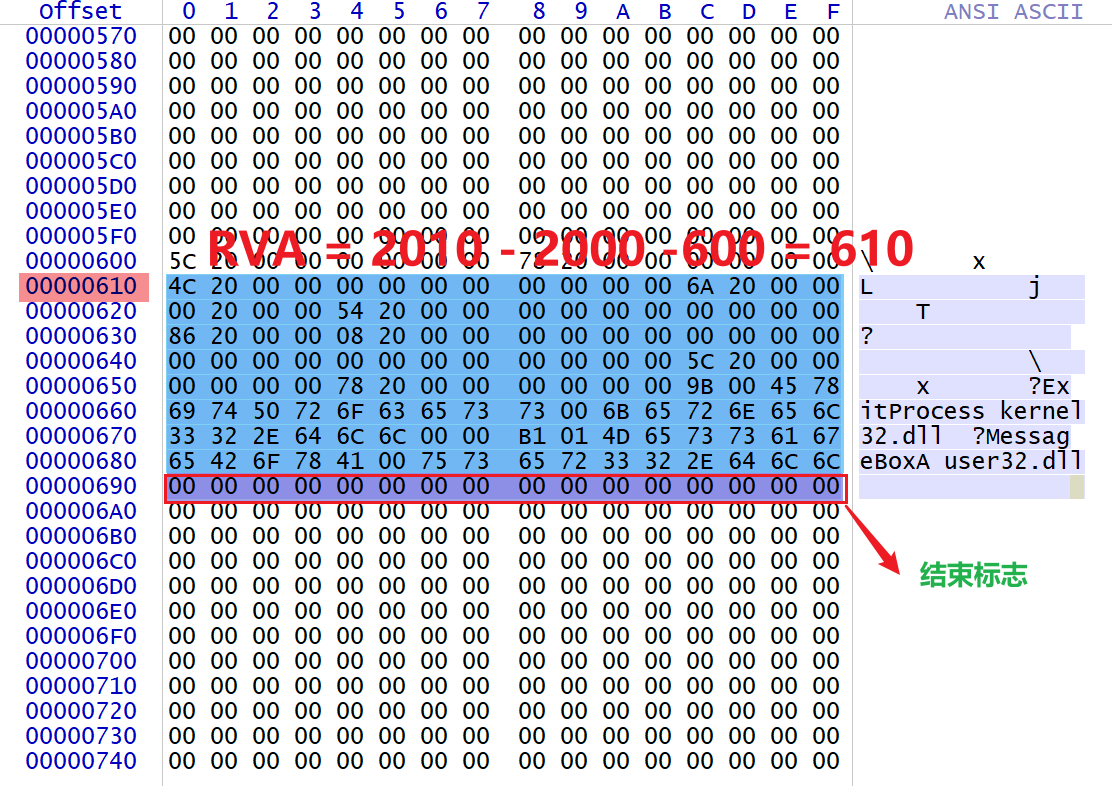 Offset 0 1 2 3 4 5 6 7 8 9 A B C D E F ANSI ASCII
00000570 00 00 00 00 00 00 00 00 00 00 00 00 00 00 00 00
00000580 00 00 00 00 00 00 00 00 00 00 00 00 00 00 00 00
00000590 00 00 00 00 00 00 00 00 00 00 00 00 00 00 00 00
000005A0 00 00 00 00 00 00 00 00 00 00 00 00 00 00 00 00
000005B0 00 00 00 00 00 00 00 00 00 00 00 00 00 00 00 00
000005C0 00 00 00 00 00 00 00 00 00 00 00 00 00 00 00 00
000005D0 00 00 00 00 00 00 00 00 00 00 00 00 00 00 00 00
000005E0 00 00 00 00 00 00 00 00 00 00 00 00 00 00 00 00
000005F0 00 00 00 00 00 00 00 00 00 00 00 00 00 00 00 00
RVA = 2010 - 2000 -600 = 610
00000600 5C 20 00 00 00 00 00 00 78 20 00 00 00 00 00 00 \ x
00000610 4C 20 00 00 00 00 00 00 00 00 00 00 6A 20 00 00 L j
00000620 00 20 00 00 54 20 00 00 00 00 00 00 00 00 00 00 T
00000630 86 20 00 00 08 20 00 00 00 00 00 00 00 00 00 00 ?
00000640 00 00 00 00 00 00 00 00 00 00 00 00 5C 20 00 00 \
00000650 00 00 00 00 78 20 00 00 00 00 00 00 9B 00 45 78 x ?Ex
00000660 69 74 50 72 6F 63 65 73 73 00 6B 65 72 6E 65 6C itProcess kernel
00000670 33 32 2E 64 6C 6C 00 00 B1 01 4D 65 73 73 61 67 32.dll ?Messag
00000680 65 42 6F 78 41 00 75 73 65 72 33 32 2E 64 6C 6C eBoxA user32.dll
00000690 00 00 00 00 00 00 00 00 00 00 00 00 00 00 00 00
000006A0 00 00 00 00 00 00 00 00 00 00 00 00 00 00 00 00
000006B0 00 00 00 00 00 00 00 00 00 00 00 00 00 00 00 00
000006C0 00 00 00 00 00 00 00 00 00 00 00 00 00 00 00 00
结束标志
000006D0 00 00 00 00 00 00 00 00 00 00 00 00 00 00 00 00
000006E0 00 00 00 00 00 00 00 00 00 00 00 00 00 00 00 00
000006F0 00 00 00 00 00 00 00 00 00 00 00 00 00 00 00 00
00000700 00 00 00 00 00 00 00 00 00 00 00 00 00 00 00 00
00000710 00 00 00 00 00 00 00 00 00 00 00 00 00 00 00 00
00000720 00 00 00 00 00 00 00 00 00 00 00 00 00 00 00 00
00000730 00 00 00 00 00 00 00 00 00 00 00 00 00 00 00 00
00000740 00 00 00 00 00 00 00 00 00 00 00 00 00 00 00 00